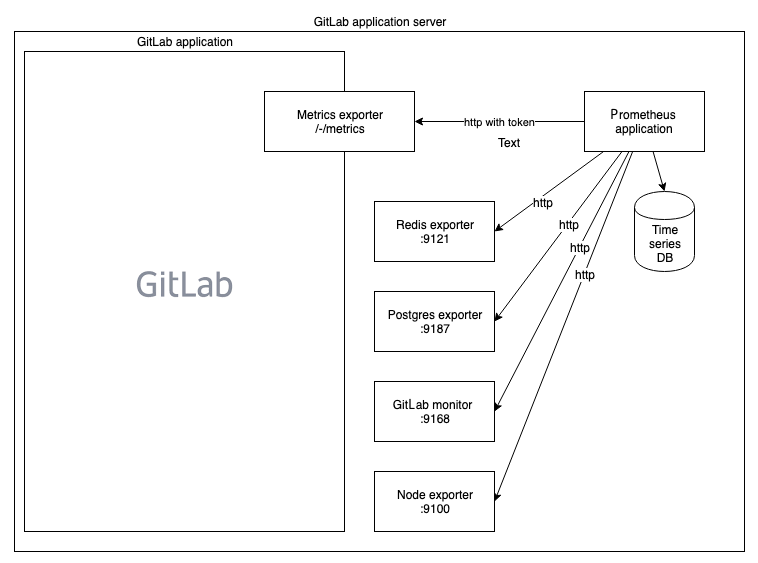 GitLab application server
GitLab application
Metrics exporter
/-/metrics
http with token
Text
Prometheus
application
http
Redis exporter
:9121
http
http
http
Time
series
DB
GitLab
Postgres exporter
:9187
GitLab monitor
:9168
Node exporter
:9100